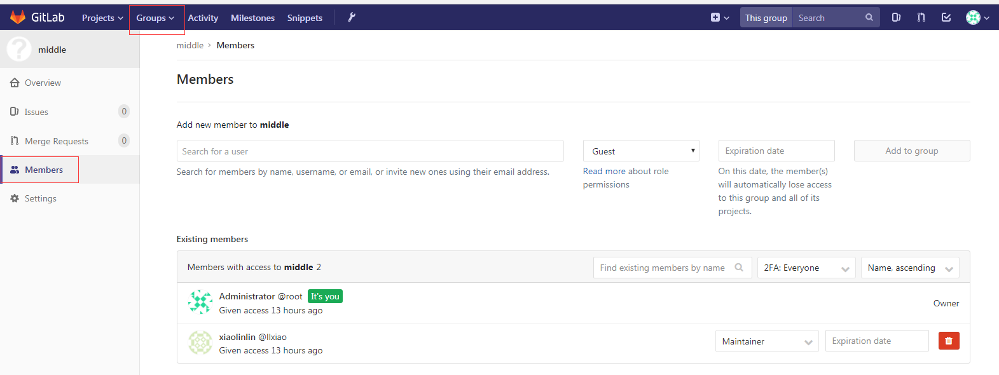 GitLab Projects Groups Activity Milestones Snippets This group Search
middle
Overview
Issues 0
Merge Requests 0
Members
Settings
middle › Members
Members
Add new member to middle
Search for a user
Search for members by name, username, or email, or invite new ones using their email address.
Guest
Read more about role
permissions
Expiration date
On this date, the member(s)
will automatically lose access
to this group and all of its
projects.
Add to group
Existing members
Members with access to middle 2 Find existing members by name 2FA: Everyone Name, ascending
Administrator @root It's you
Given access 13 hours ago
Owner
xiaolinlin @llxiao
Given access 13 hours ago
Maintainer Expiration date